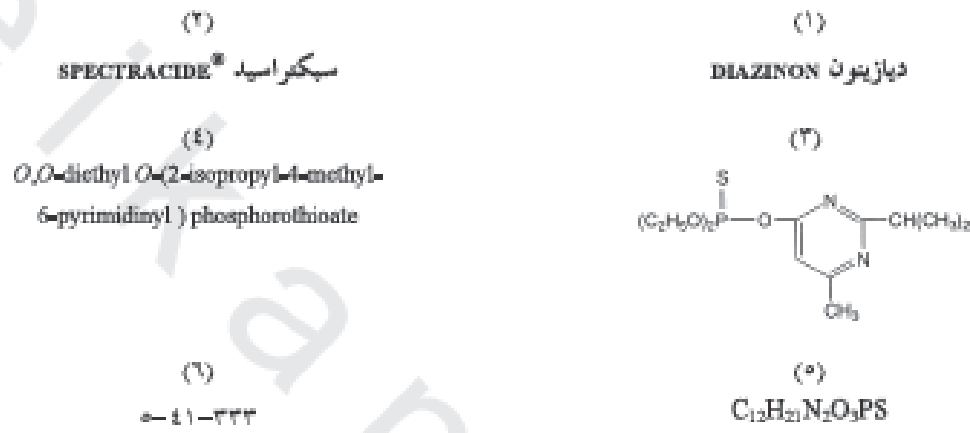 (١)
ديازينون DIAZINON
(٢)
سبكتراسيد SPECTRACIDE®
(٣)
S
(C₂H₅O)₂P—O N CH(CH₃)₂
N
CH₃
(٤)
O,O-diethyl O-(2-isopropyl-4-methyl-
6-pyrimidinyl ) phosphorothioate
(٥)
C₁₂H₂₁N₂O₃PS
(٦)
٣٣٣-٤١-٥